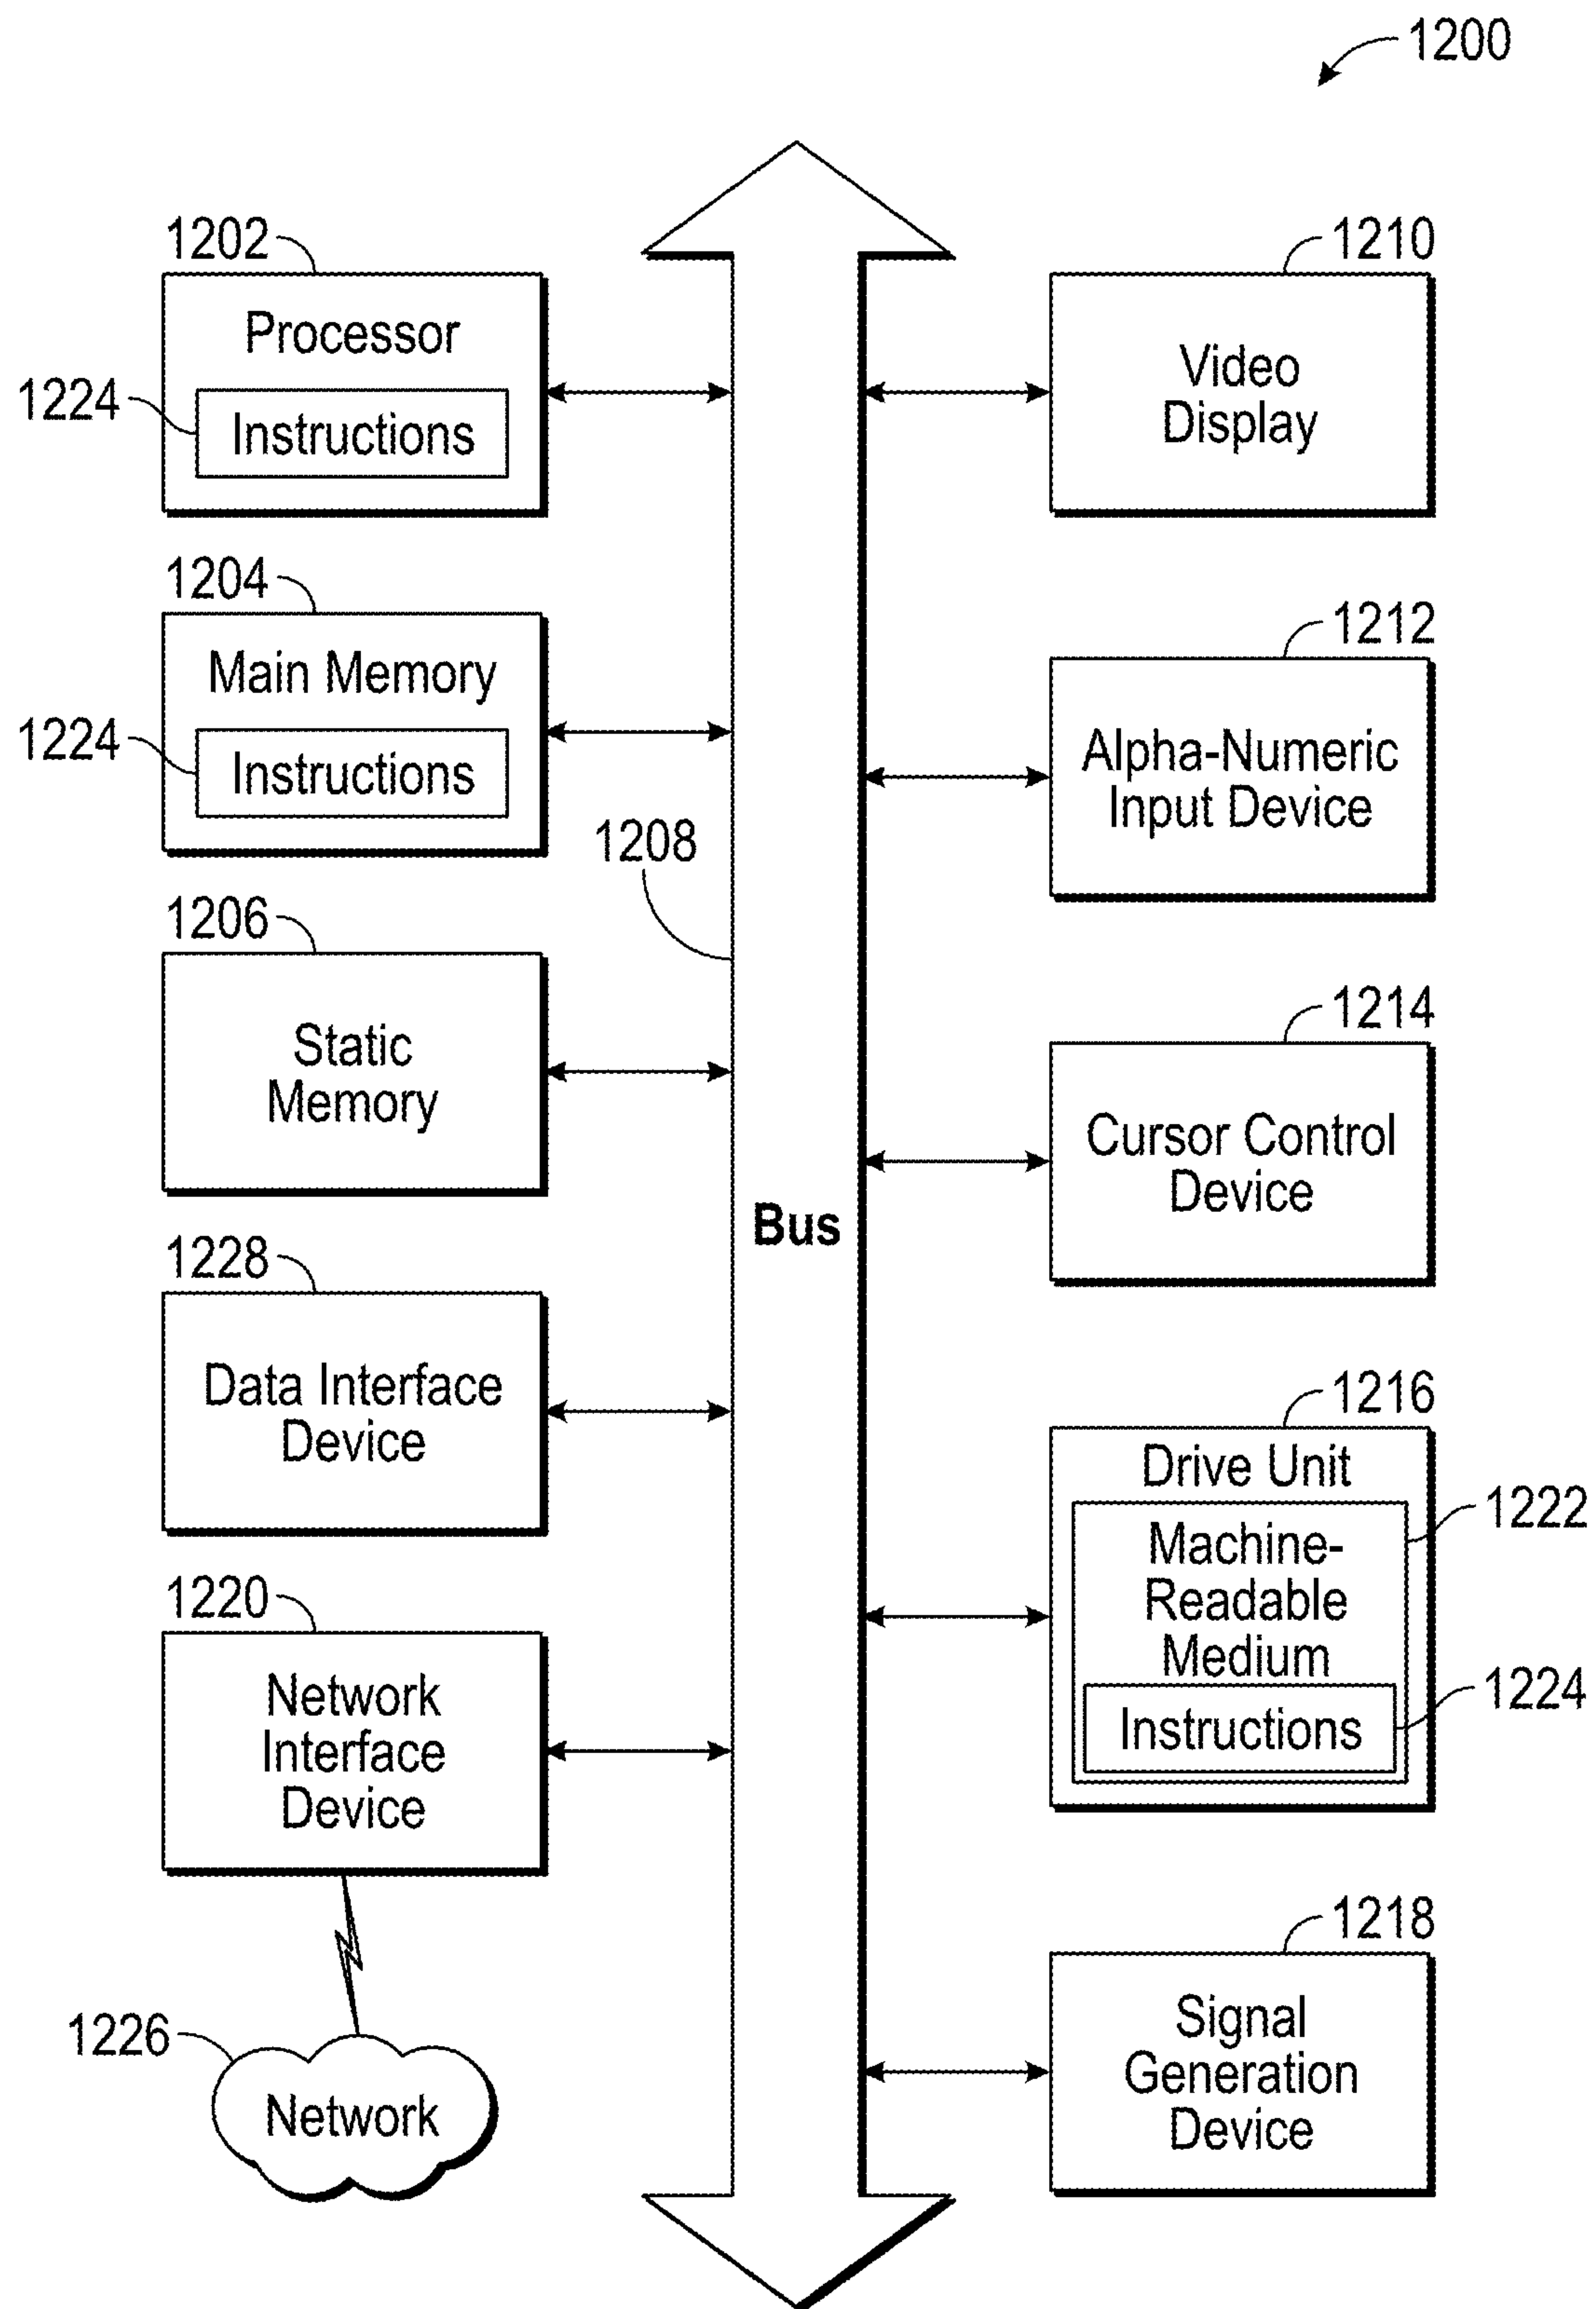 1200
1202
Processor
1224
Instructions
1204
Main Memory
1224
Instructions
1206
Static
Memory
1228
Data Interface
Device
1220
Network
Interface
Device
1226
Network
1208
Bus
1210
Video
Display
1212
Alpha-Numeric
Input Device
1214
Cursor Control
Device
1216
Drive Unit
1222
Machine-
Readable
Medium
1224
Instructions
1218
Signal
Generation
Device